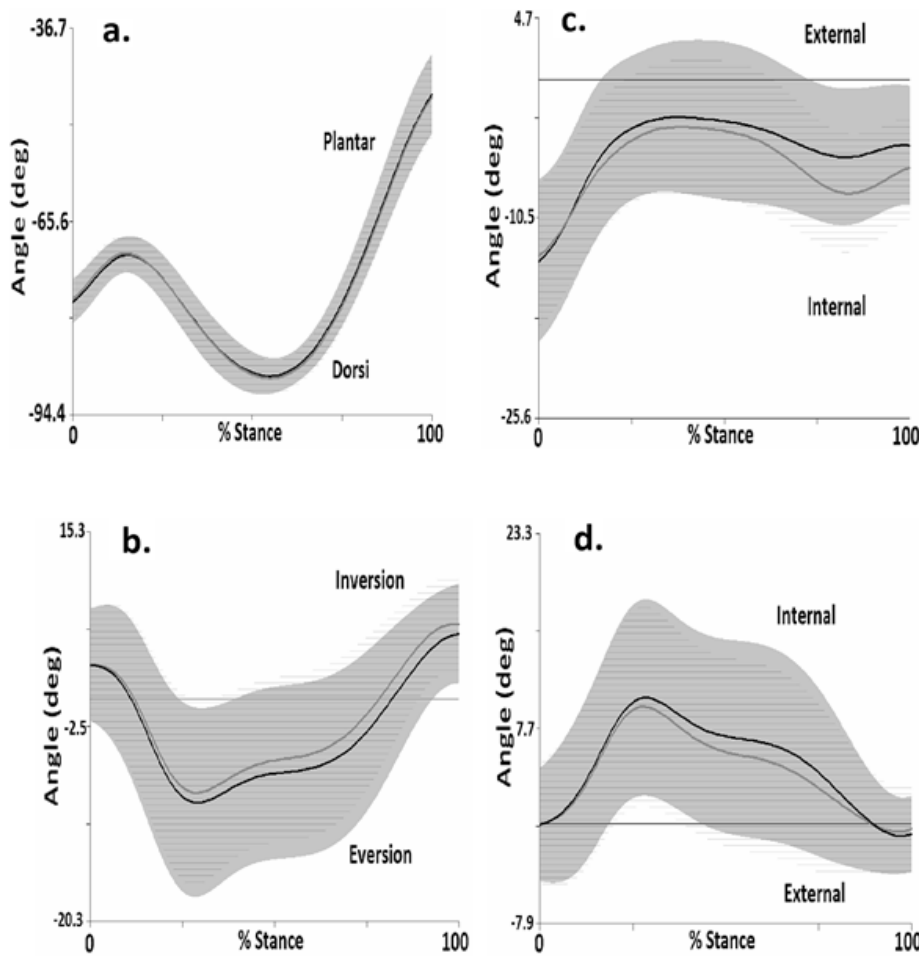 a.
-36.7
Angle (deg)
-65.6
-94.4
Plantar
Dorsi
0
% Stance
100
c.
4.7
Angle (deg)
-10.5
-25.6
External
Internal
0
% Stance
100
b.
15.3
Angle (deg)
-2.5
-20.3
Inversion
Eversion
0
% Stance
100
d.
23.3
Angle (deg)
7.7
-7.9
Internal
External
0
% Stance
100